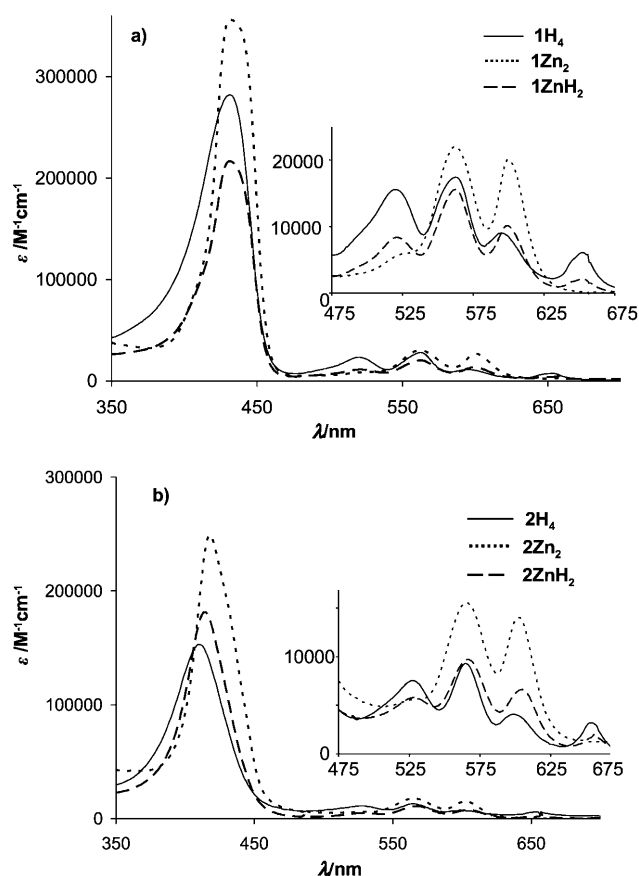 a)
1H₄
1Zn₂
1ZnH₂
300000
200000
100000
0
ε /M⁻¹cm⁻¹
20000
10000
0
475 525 575 625 675
350 450 550 650
λ/nm
300000
b)
2H₄
2Zn₂
2ZnH₂
200000
100000
0
ε /M⁻¹cm⁻¹
10000
0
475 525 575 625 675
350 450 550 650
λ/nm